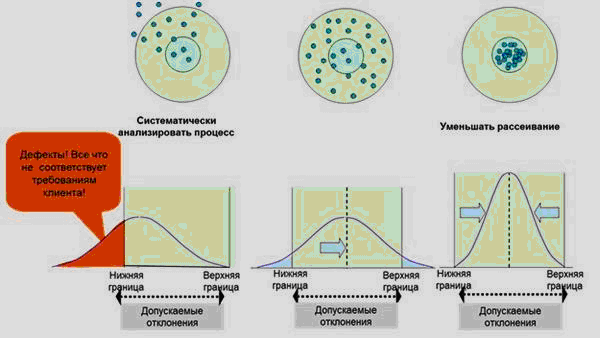 Систематически
анализировать процесс
Уменьшать рассеивание
Дефекты! Все что
не соответствует
требованиям
клиента!
Нижняя
граница
Верхняя
граница
Нижняя
граница
Верхняя
граница
Нижняя
граница
Верхняя
граница
Допускаемые
отклонения
Допускаемые
отклонения
Допускаемые
отклонения